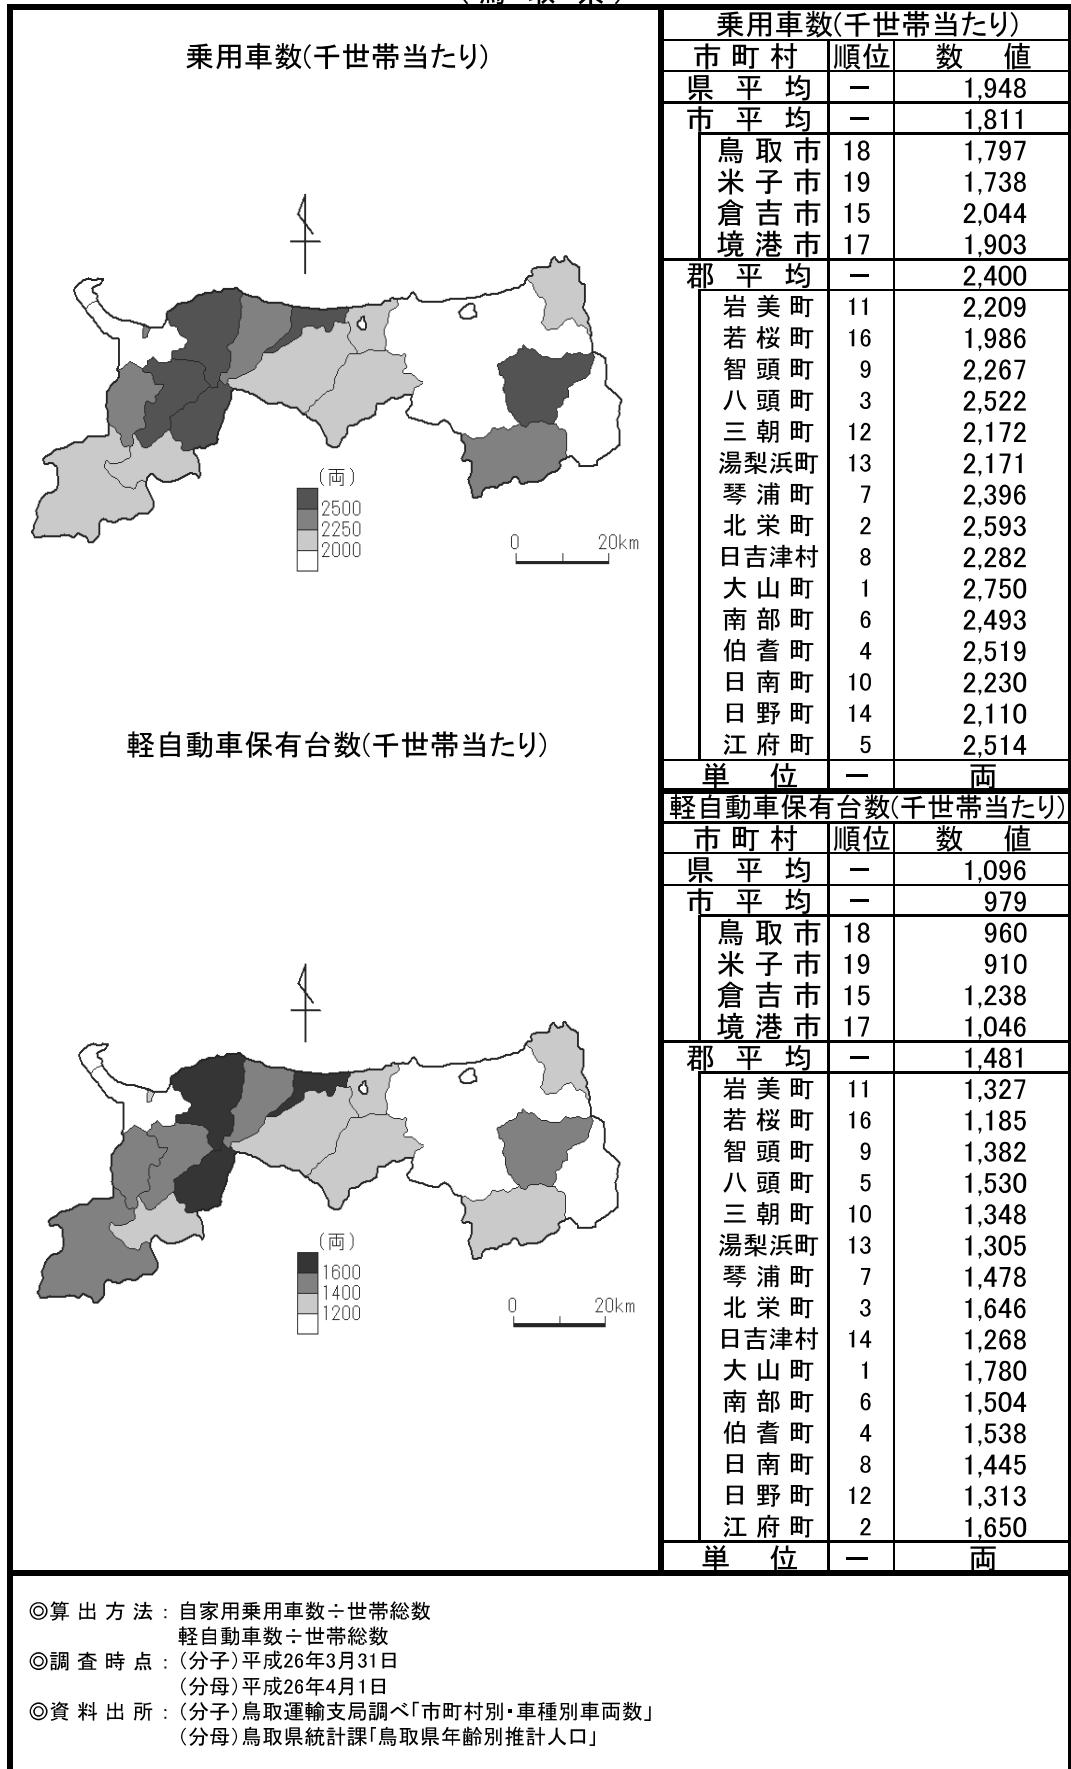 (鳥 取 県)
乗用車数(千世帯当たり)
(両)
2500
2250
2000
0 20km
乗用車数(千世帯当たり)
市町村 順位 数 値
県 平 均 － 1,948
市 平 均 － 1,811
鳥取市 18 1,797
米子市 19 1,738
倉吉市 15 2,044
境港市 17 1,903
郡 平 均 － 2,400
岩美町 11 2,209
若桜町 16 1,986
智頭町 9 2,267
八頭町 3 2,522
三朝町 12 2,172
湯梨浜町 13 2,171
琴浦町 7 2,396
北栄町 2 2,593
日吉津村 8 2,282
大山町 1 2,750
南部町 6 2,493
伯耆町 4 2,519
日南町 10 2,230
日野町 14 2,110
江府町 5 2,514
単 位 － 両
軽自動車保有台数(千世帯当たり)
(両)
1600
1400
1200
0 20km
軽自動車保有台数(千世帯当たり)
市町村 順位 数 値
県 平 均 － 1,096
市 平 均 － 979
鳥取市 18 960
米子市 19 910
倉吉市 15 1,238
境港市 17 1,046
郡 平 均 － 1,481
岩美町 11 1,327
若桜町 16 1,185
智頭町 9 1,382
八頭町 5 1,530
三朝町 10 1,348
湯梨浜町 13 1,305
琴浦町 7 1,478
北栄町 3 1,646
日吉津村 14 1,268
大山町 1 1,780
南部町 6 1,504
伯耆町 4 1,538
日南町 8 1,445
日野町 12 1,313
江府町 2 1,650
単 位 － 両
◎算出方法：自家用乗用車数÷世帯総数
軽自動車数÷世帯総数
◎調査時点：(分子)平成26年3月31日
(分母)平成26年4月1日
◎資料出所：(分子)鳥取運輸支局調べ「市町村別・車種別車両数」
(分母)鳥取県統計課「鳥取県年齢別推計人口」